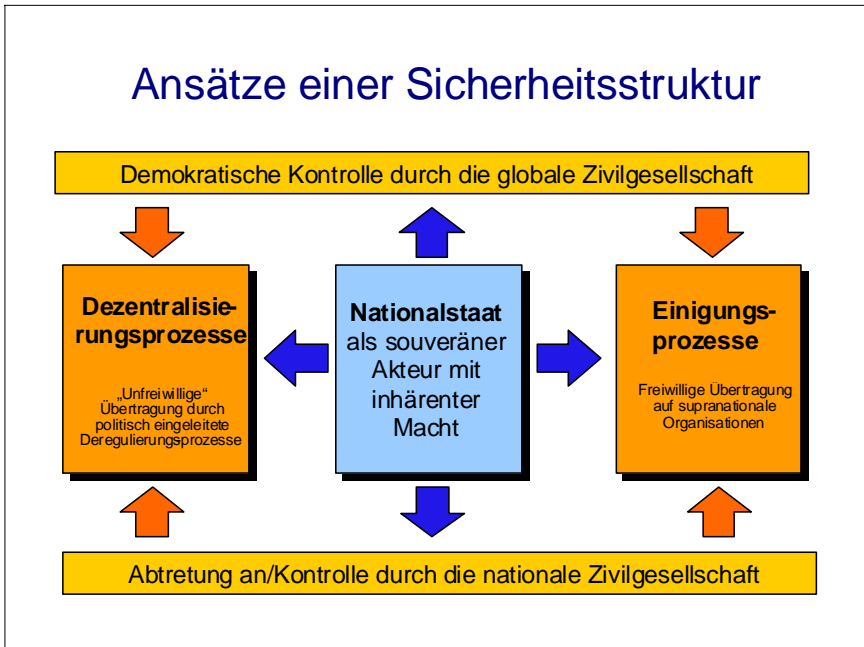 Ansätze einer Sicherheitsstruktur
Demokratische Kontrolle durch die globale Zivilgesellschaft
Dezentralisie-
rungsprozesse
„Unfreiwillige“
Übertragung durch
politisch eingeleitete
Deregulierungsprozesse
Nationalstaat
als souveräner
Akteur mit
inhärenter
Macht
Einigungs-
prozesse
Freiwillige Übertragung
auf supranationale
Organisationen
Abtretung an/Kontrolle durch die nationale Zivilgesellschaft